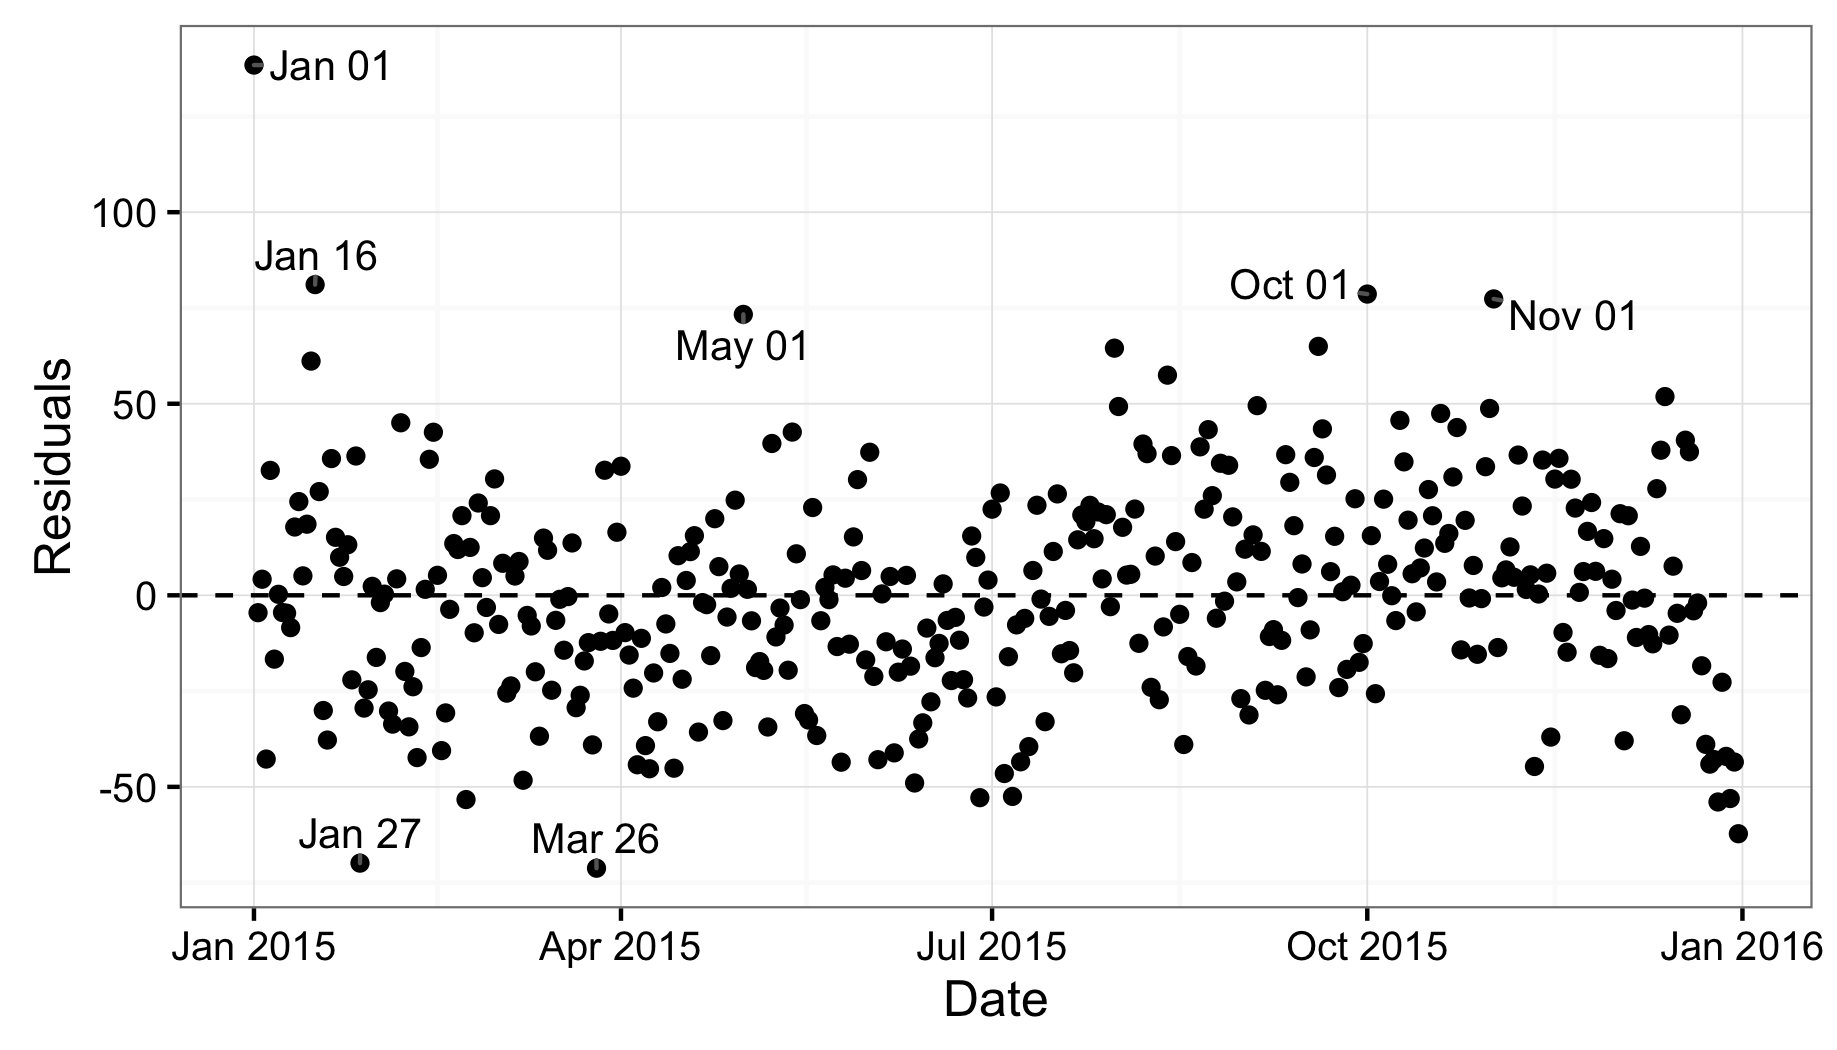 Jan 01
100
Jan 16
Oct 01
Nov 01
May 01
50
Residuals
0
-50
Jan 27
Mar 26
Jan 2015
Apr 2015
Jul 2015
Oct 2015
Jan 2016
Date